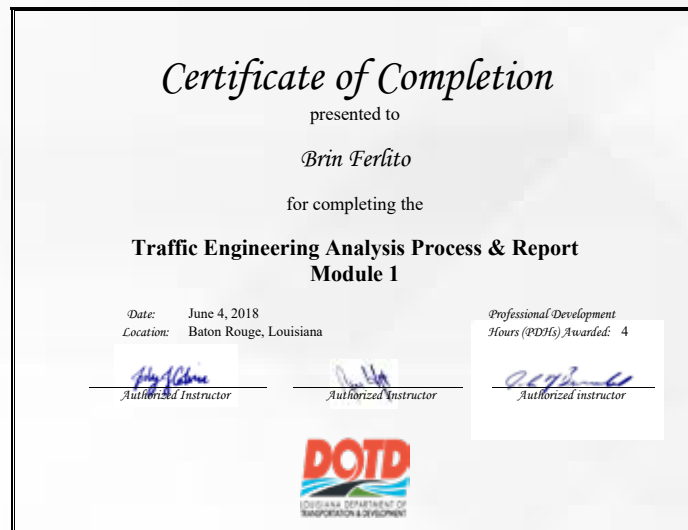 Certificate of Completion
presented to
Brin Ferlito
for completing the
Traffic Engineering Analysis Process & Report
Module 1
Date: June 4, 2018
Location: Baton Rouge, Louisiana
Professional Development
Hours (PDHs) Awarded: 4
Authorized Instructor
Authorized Instructor
Authorized instructor
DOTD
LOUISIANA DEPARTMENT OF
TRANSPORTATION & DEVELOPMENT